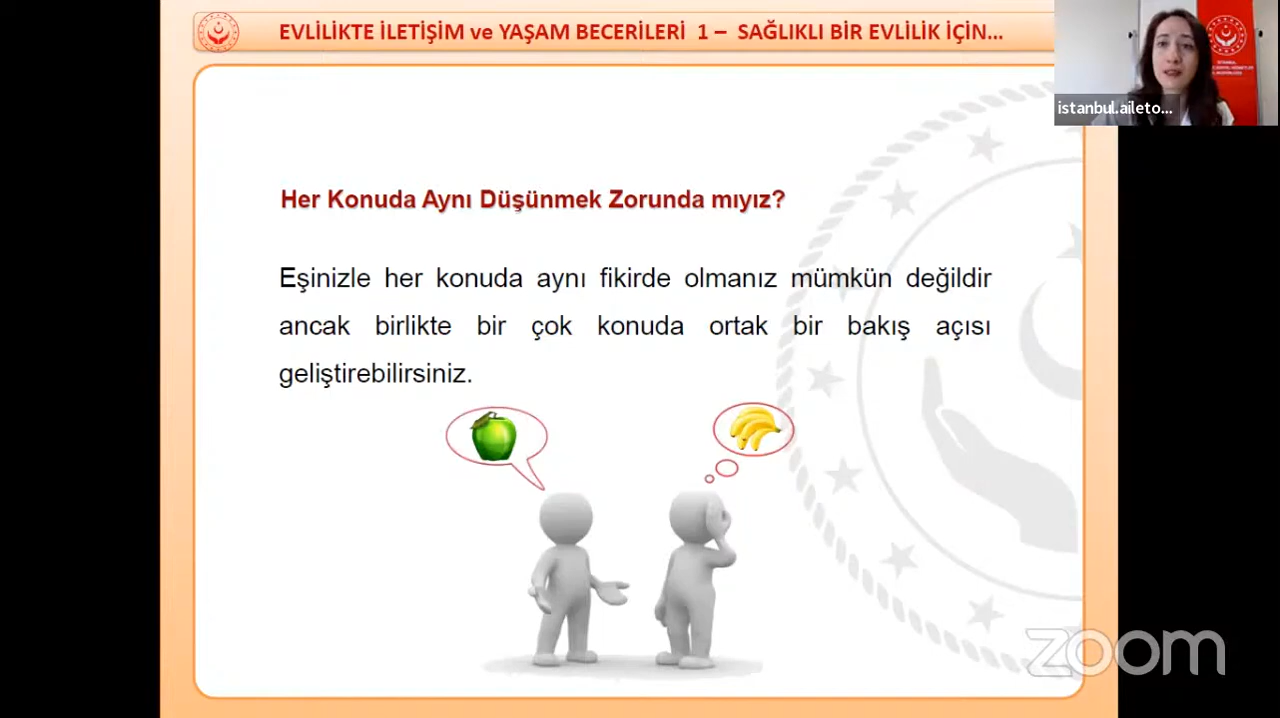 EVLİLİKTE İLETİŞİM ve YAŞAM BECERİLERİ 1 – SAĞLIKLI BİR EVLİLİK İÇİN...
istanbul.aileto...
Her Konuda Aynı Düşünmek Zorunda mıyız?
Eşinizle her konuda aynı fikirde olmanız mümkün değildir
ancak birlikte bir çok konuda ortak bir bakış açısı
geliştirebilirsiniz.
zoom